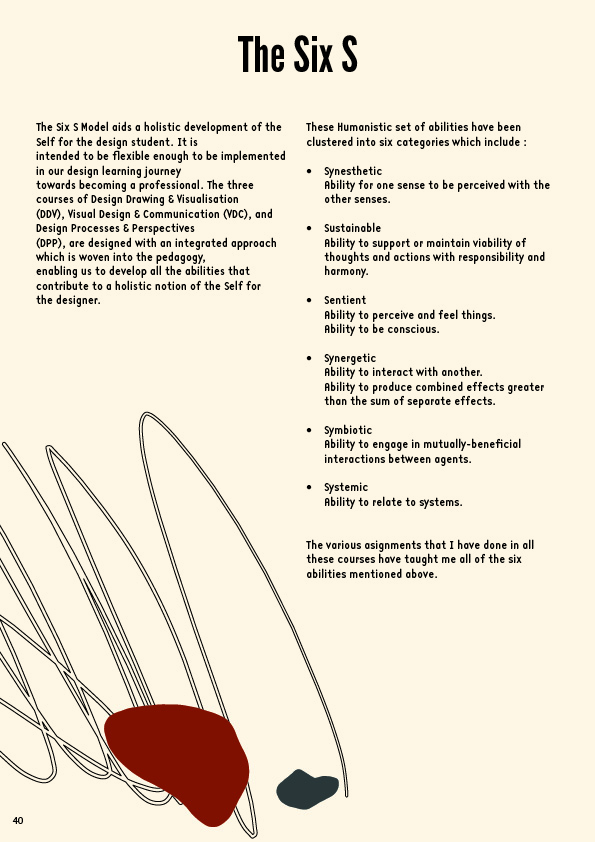 The Six S
The Six S Model aids a holistic development of the
Self for the design student. It is
intended to be flexible enough to be implemented
in our design learning journey
towards becoming a professional. The three
courses of Design Drawing & Visualisation
(DDV), Visual Design & Communication (VDC), and
Design Processes & Perspectives
(DPP), are designed with an integrated approach
which is woven into the pedagogy,
enabling us to develop all the abilities that
contribute to a holistic notion of the Self for
the designer.
These Humanistic set of abilities have been
clustered into six categories which include :
• Synesthetic
Ability for one sense to be perceived with the
other senses.
• Sustainable
Ability to support or maintain viability of
thoughts and actions with responsibility and
harmony.
• Sentient
Ability to perceive and feel things.
Ability to be conscious.
• Synergetic
Ability to interact with another.
Ability to produce combined effects greater
than the sum of separate effects.
• Symbiotic
Ability to engage in mutually-beneficial
interactions between agents.
• Systemic
Ability to relate to systems.
The various asignments that I have done in all
these courses have taught me all of the six
abilities mentioned above.
40